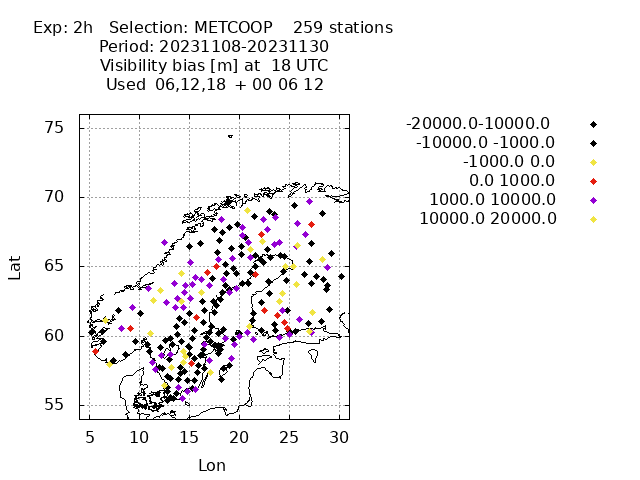 Exp: 2h   Selection: METCOOP    259 stations
Period: 20231108-20231130
Visibility bias [m] at  18 UTC
Used  06,12,18  + 00 06 12
-20000.0-10000.0
-10000.0 -1000.0
-1000.0 0.0
0.0 1000.0
1000.0 10000.0
10000.0 20000.0
75
70
65
60
55
Lat
5 10 15 20 25 30
Lon